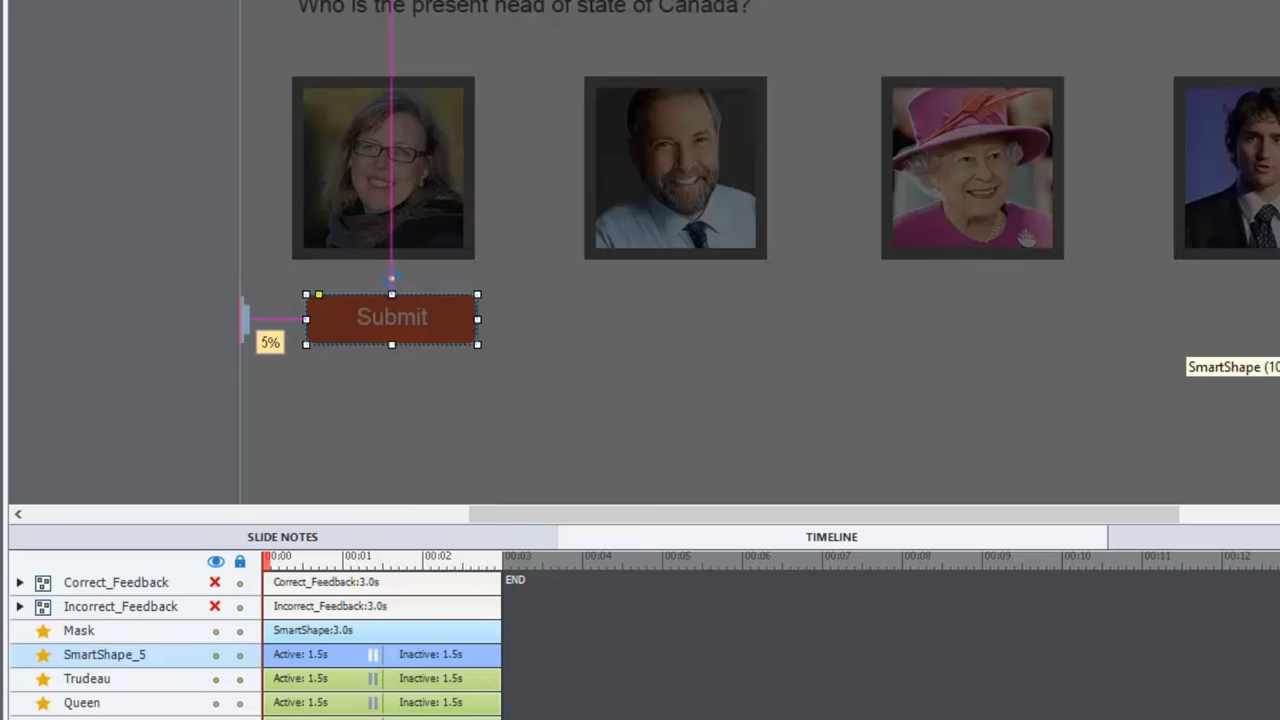 Who is the present head of state of Canada?
Submit
5%
SmartShape (10
SLIDE NOTES
TIMELINE
00:00 00:01 00:02 00:03 00:04 00:05 00:06 00:07 00:08 00:09 00:10 00:11 00:12
Correct_Feedback Correct_Feedback:3.0s END
Incorrect_Feedback Incorrect_Feedback:3.0s
Mask SmartShape:3.0s
SmartShape_5 Active: 1.5s Inactive: 1.5s
Trudeau Active: 1.5s Inactive: 1.5s
Queen Active: 1.5s Inactive: 1.5s